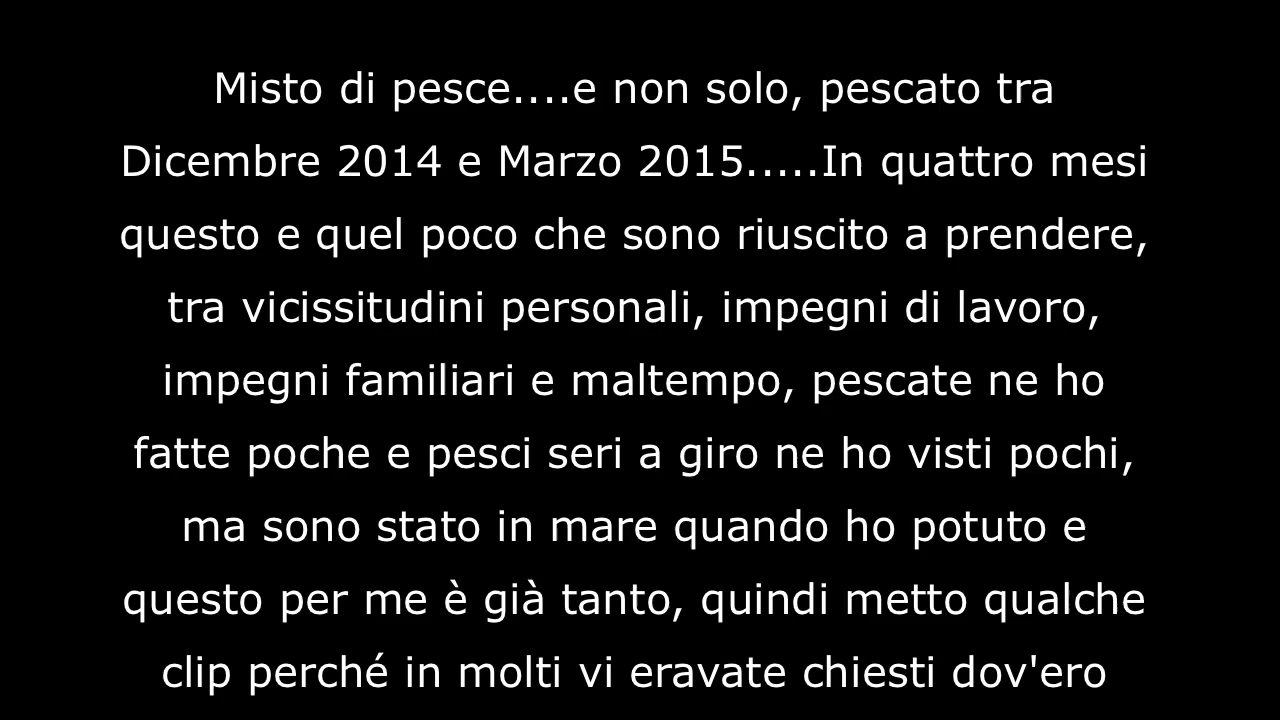 Misto di pesce....e non solo, pescato tra
Dicembre 2014 e Marzo 2015.....In quattro mesi
questo e quel poco che sono riuscito a prendere,
tra vicissitudini personali, impegni di lavoro,
impegni familiari e maltempo, pescate ne ho
fatte poche e pesci seri a giro ne ho visti pochi,
ma sono stato in mare quando ho potuto e
questo per me è già tanto, quindi metto qualche
clip perché in molti vi eravate chiesti dov'ero